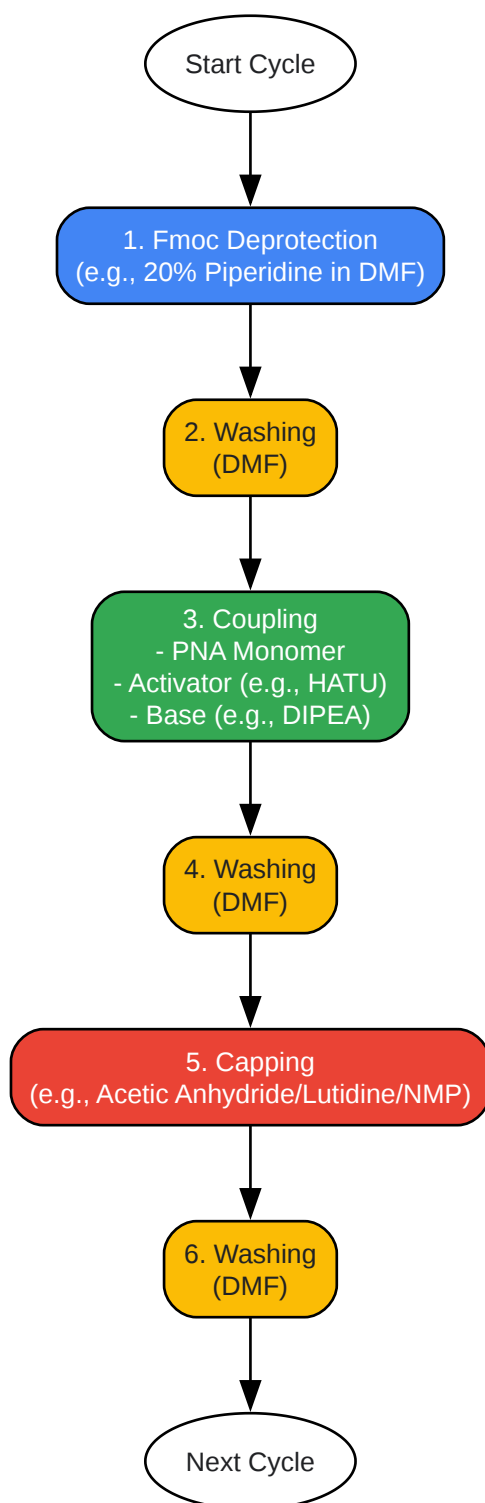 Start Cycle
1. Fmoc Deprotection
(e.g., 20% Piperidine in DMF)
2. Washing
(DMF)
3. Coupling
- PNA Monomer
- Activator (e.g., HATU)
- Base (e.g., DIPEA)
4. Washing
(DMF)
5. Capping
(e.g., Acetic Anhydride/Lutidine/NMP)
6. Washing
(DMF)
Next Cycle